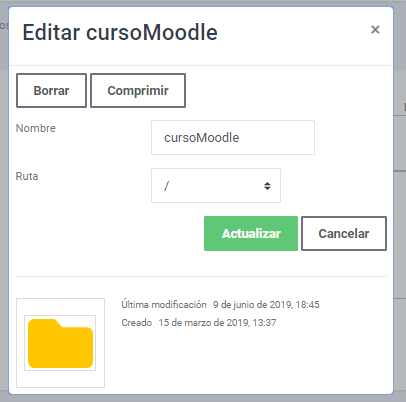 Editar cursoMoodle
×
Borrar Comprimir
Nombre cursoMoodle
Ruta /
Actualizar Cancelar
Última modificación 9 de junio de 2019, 18:45
Creado 15 de marzo de 2019, 13:37